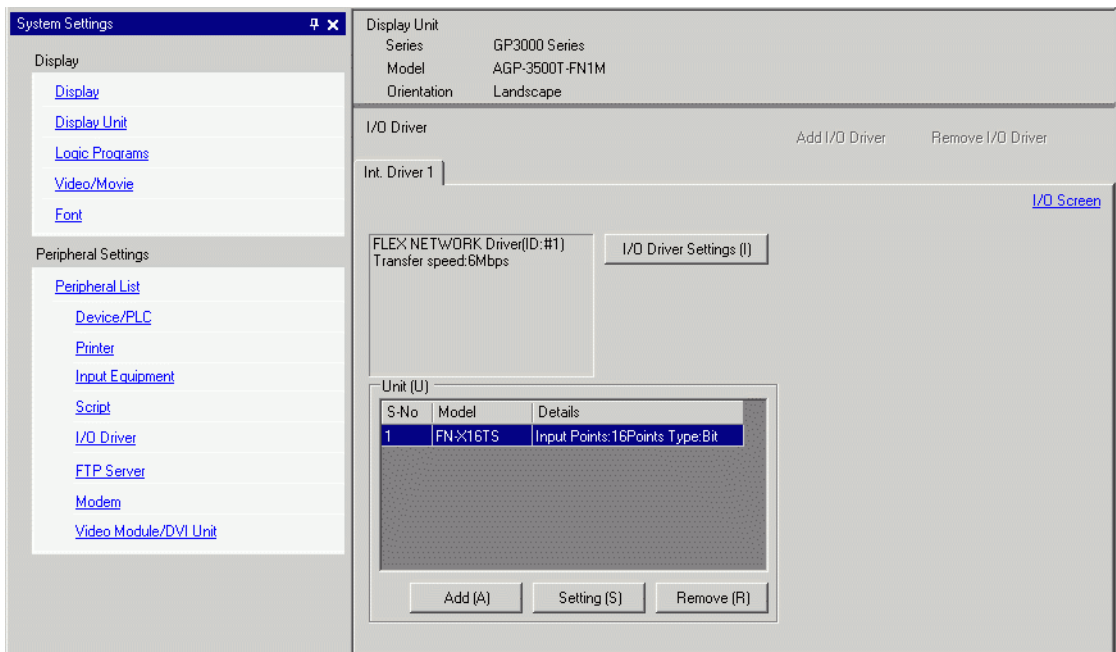 System Settings
Display
Display
Display Unit
Logic Programs
Video/Movie
Font
Peripheral Settings
Peripheral List
Device/PLC
Printer
Input Equipment
Script
I/O Driver
FTP Server
Modem
Video Module/DVI Unit
Display Unit
Series GP3000 Series
Model AGP-3500T-FN1M
Orientation Landscape
I/O Driver Add I/O Driver Remove I/O Driver
Int. Driver 1
I/O Screen
FLEX NETWORK Driver(ID:#1) I/O Driver Settings (I)
Transfer speed:6Mbps
Unit (U)
S-No Model Details
1 FN-X16TS Input Points:16Points Type:Bit
Add (A) Setting (S) Remove (R)